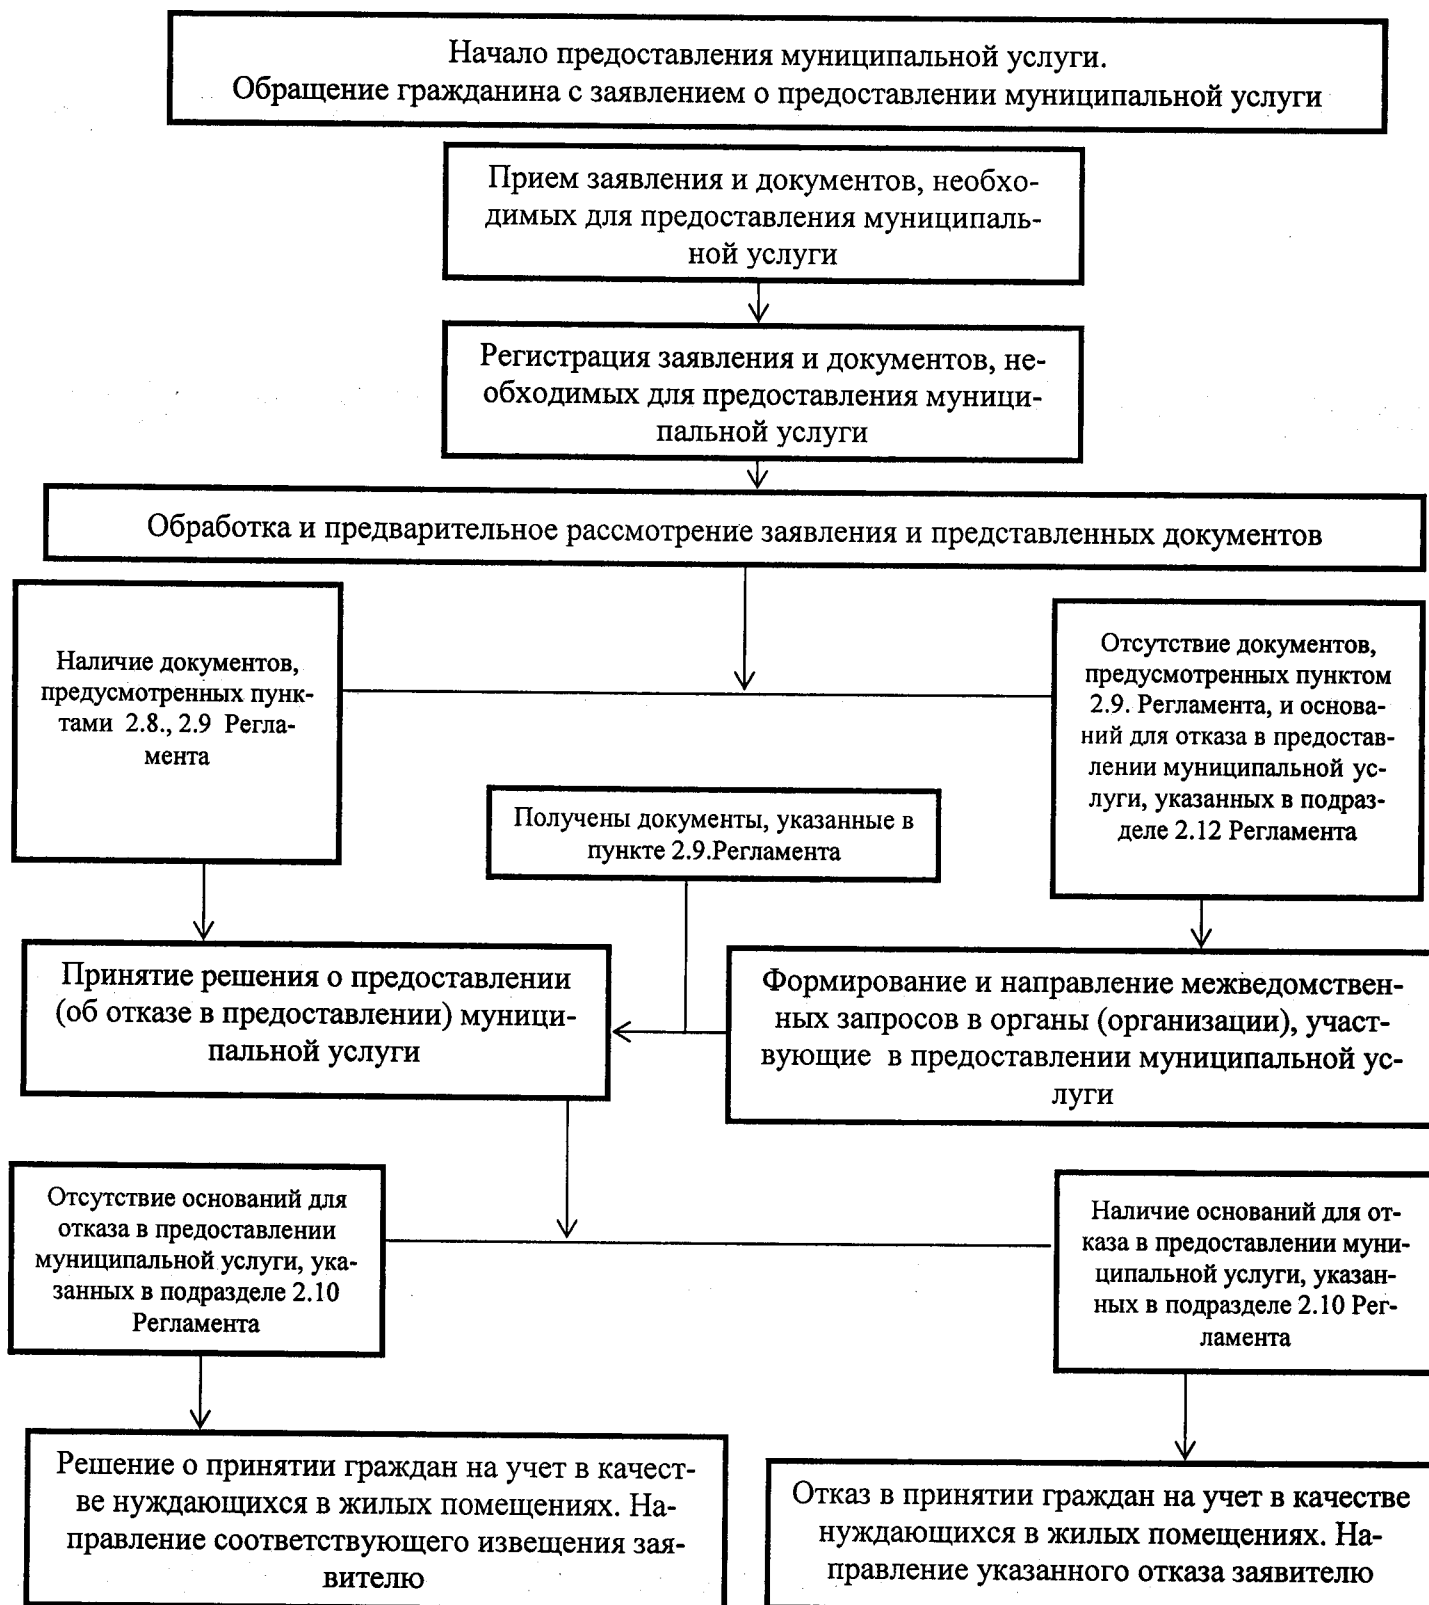 Начало предоставления муниципальной услуги.
Обращение гражданина с заявлением о предоставлении муниципальной услуги
Прием заявления и документов, необхо-
димых для предоставления муниципаль-
ной услуги
Регистрация заявления и документов, не-
обходимых для предоставления муници-
пальной услуги
Обработка и предварительное рассмотрение заявления и представленных документов
Наличие документов,
предусмотренных пунк-
тами 2.8., 2.9 Регла-
мента
Отсутствие документов,
предусмотренных пунктом
2.9. Регламента, и основа-
ний для отказа в предостав-
лении муниципальной ус-
луги, указанных в подраз-
деле 2.12 Регламента
Получены документы, указанные в
пункте 2.9.Регламента
Принятие решения о предоставлении
(об отказе в предоставлении) муници-
пальной услуги
Формирование и направление межведомствен-
ных запросов в органы (организации), участ-
вующие в предоставлении муниципальной ус-
луги
Отсутствие оснований для
отказа в предоставлении
муниципальной услуги, ука-
занных в подразделе 2.10
Регламента
Наличие оснований для от-
каза в предоставлении муни-
ципальной услуги, указан-
ных в подразделе 2.10 Рег-
ламента
Решение о принятии граждан на учет в качест-
ве нуждающихся в жилых помещениях. На-
правление соответствующего извещения зая-
вителю
Отказ в принятии граждан на учет в качестве
нуждающихся в жилых помещениях. На-
правление указанного отказа заявителю